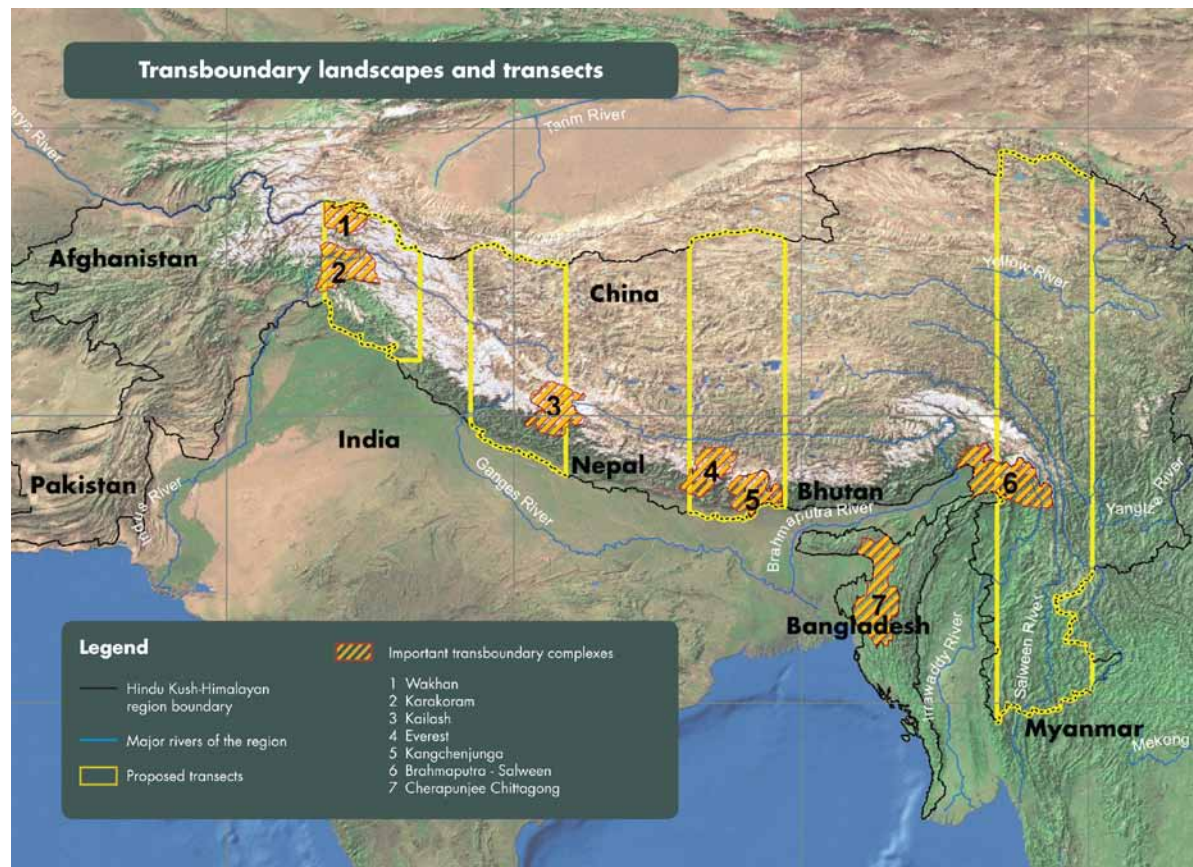 Transboundary landscapes and transects
Tarim River
Afghanistan
1
2
China
Yellow River
3
India
Nepal
4
5
Bhutan
6
Pakistan
Indus River
Ganges River
Brahmaputra River
Yangtze River
7
Bangladesh
Irrawaddy River
Salween River
Myanmar
Mekong
Legend
Hindu Kush-Himalayan
region boundary
Major rivers of the region
Proposed transects
Important transboundary complexes
1 Wakhan
2 Karakoram
3 Kailash
4 Everest
5 Kangchenjunga
6 Brahmaputra - Salween
7 Cherapunjee Chittagong